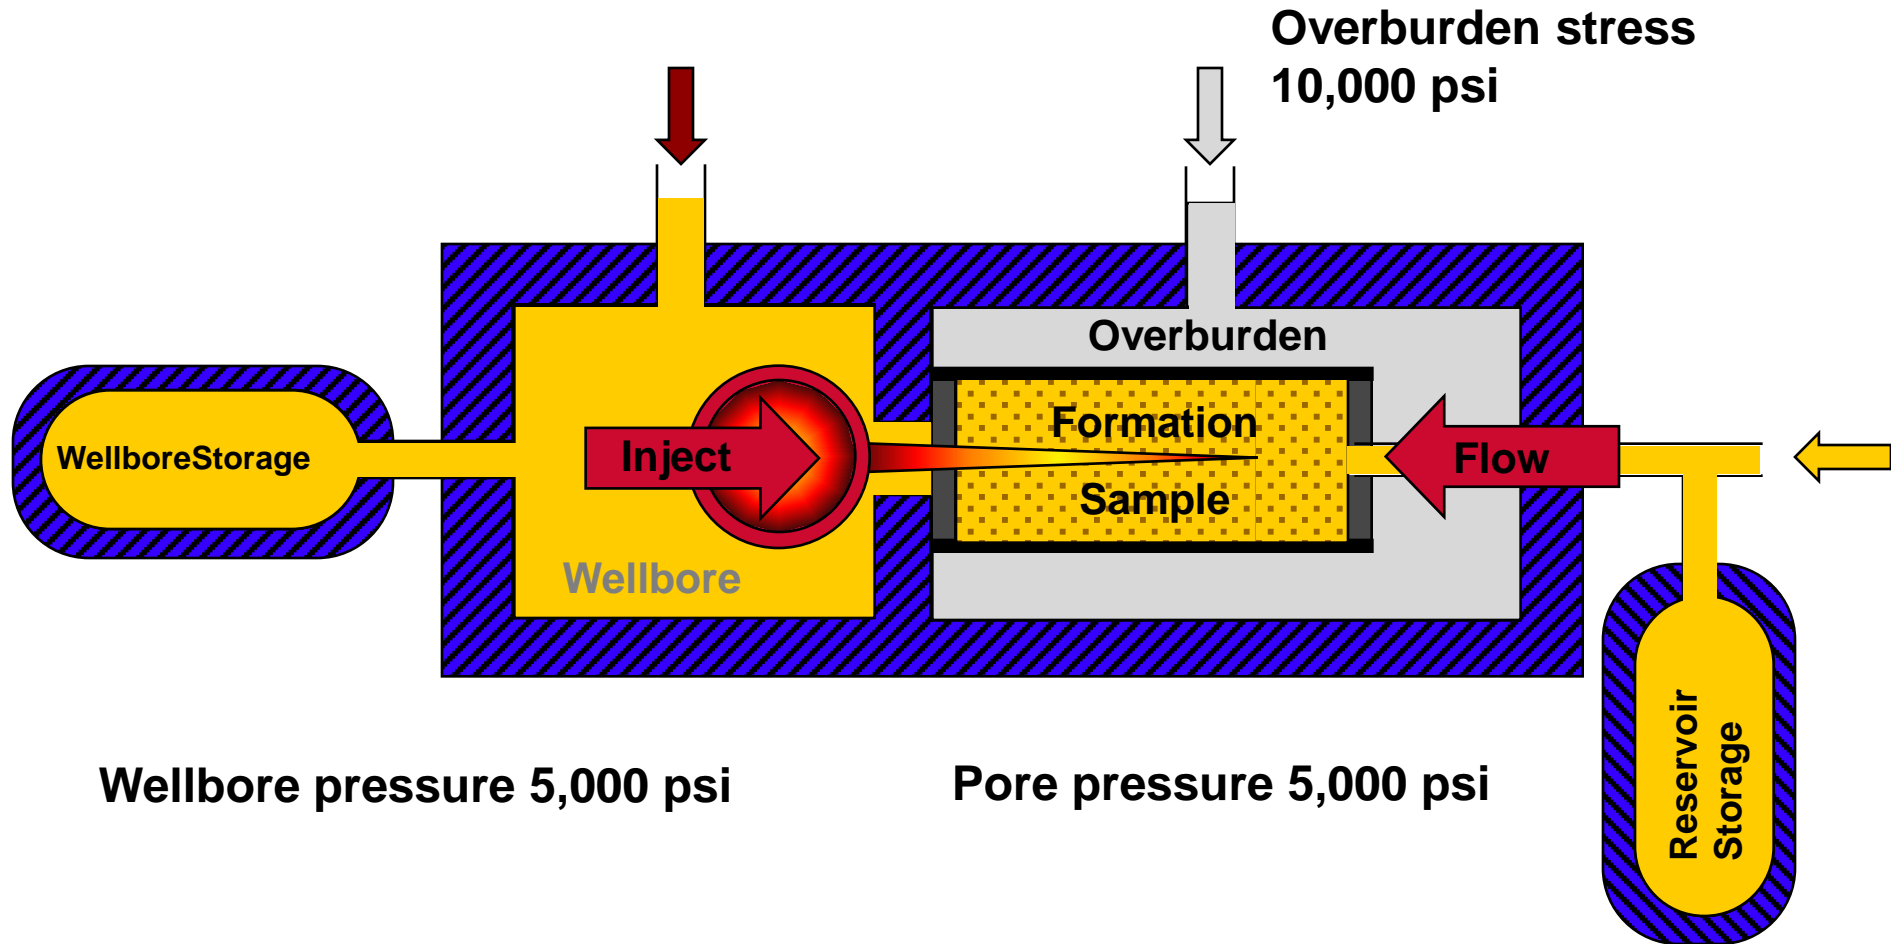 Overburden stress
10,000 psi
Overburden
Formation
Sample
WellboreStorage
Inject
Flow
Wellbore
Reservoir
Storage
Wellbore pressure 5,000 psi
Pore pressure 5,000 psi